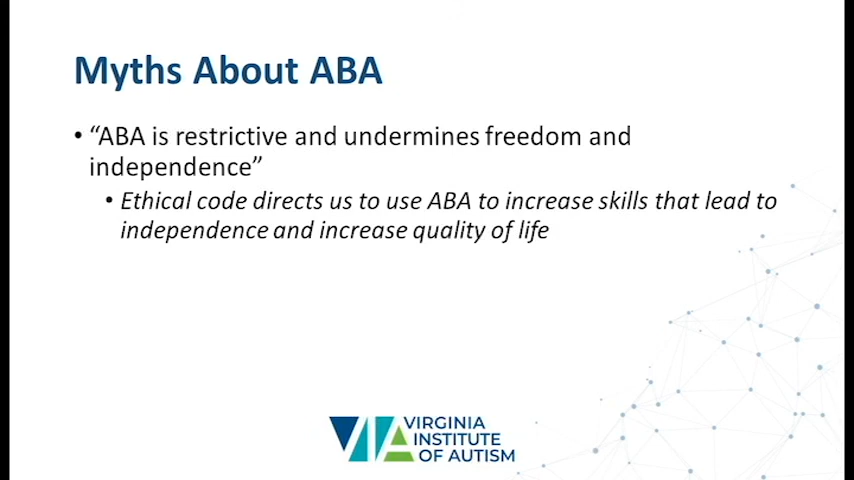 Myths About ABA
• “ABA is restrictive and undermines freedom and
independence”
• Ethical code directs us to use ABA to increase skills that lead to
independence and increase quality of life
VIA
VIRGINIA
INSTITUTE
OF AUTISM